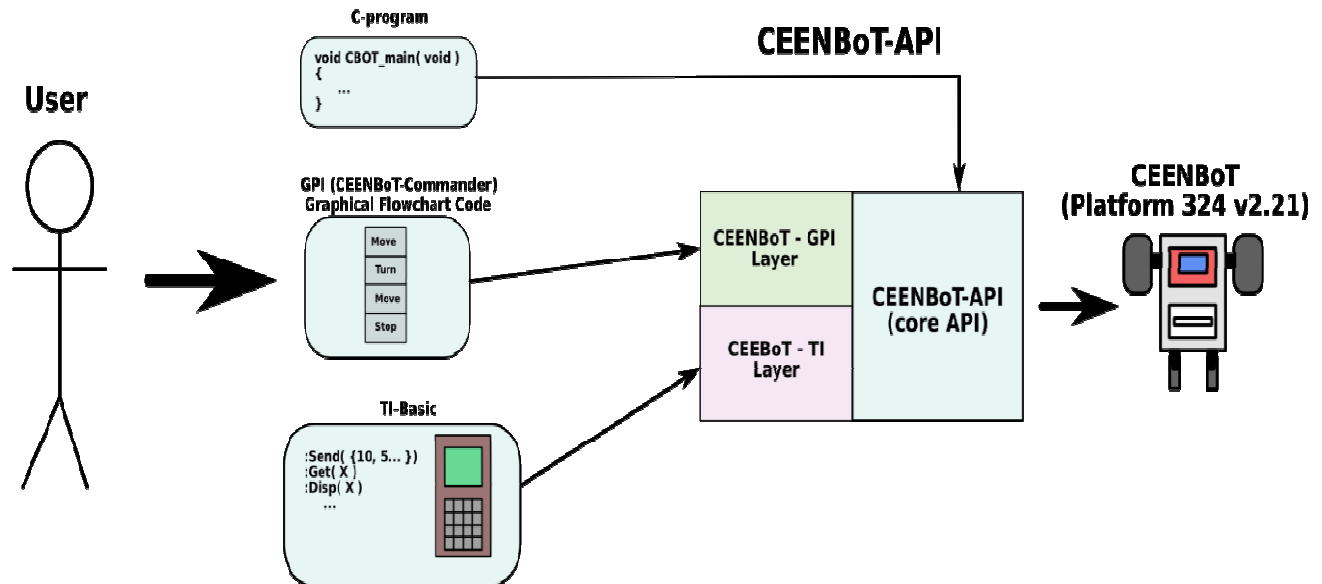 C-program
void CBOT_main( void )
{
...
}
CEENBoT-API
User
GPI (CEENBoT-Commander)
Graphical Flowchart Code
Move
Turn
Move
Stop
CEENBoT - GPI
Layer
CEEBoT - TI
Layer
CEENBoT-API
(core API)
CEENBoT
(Platform 324 v2.21)
TI-Basic
:Send( {10, 5... })
:Get( X )
:Disp( X )
...